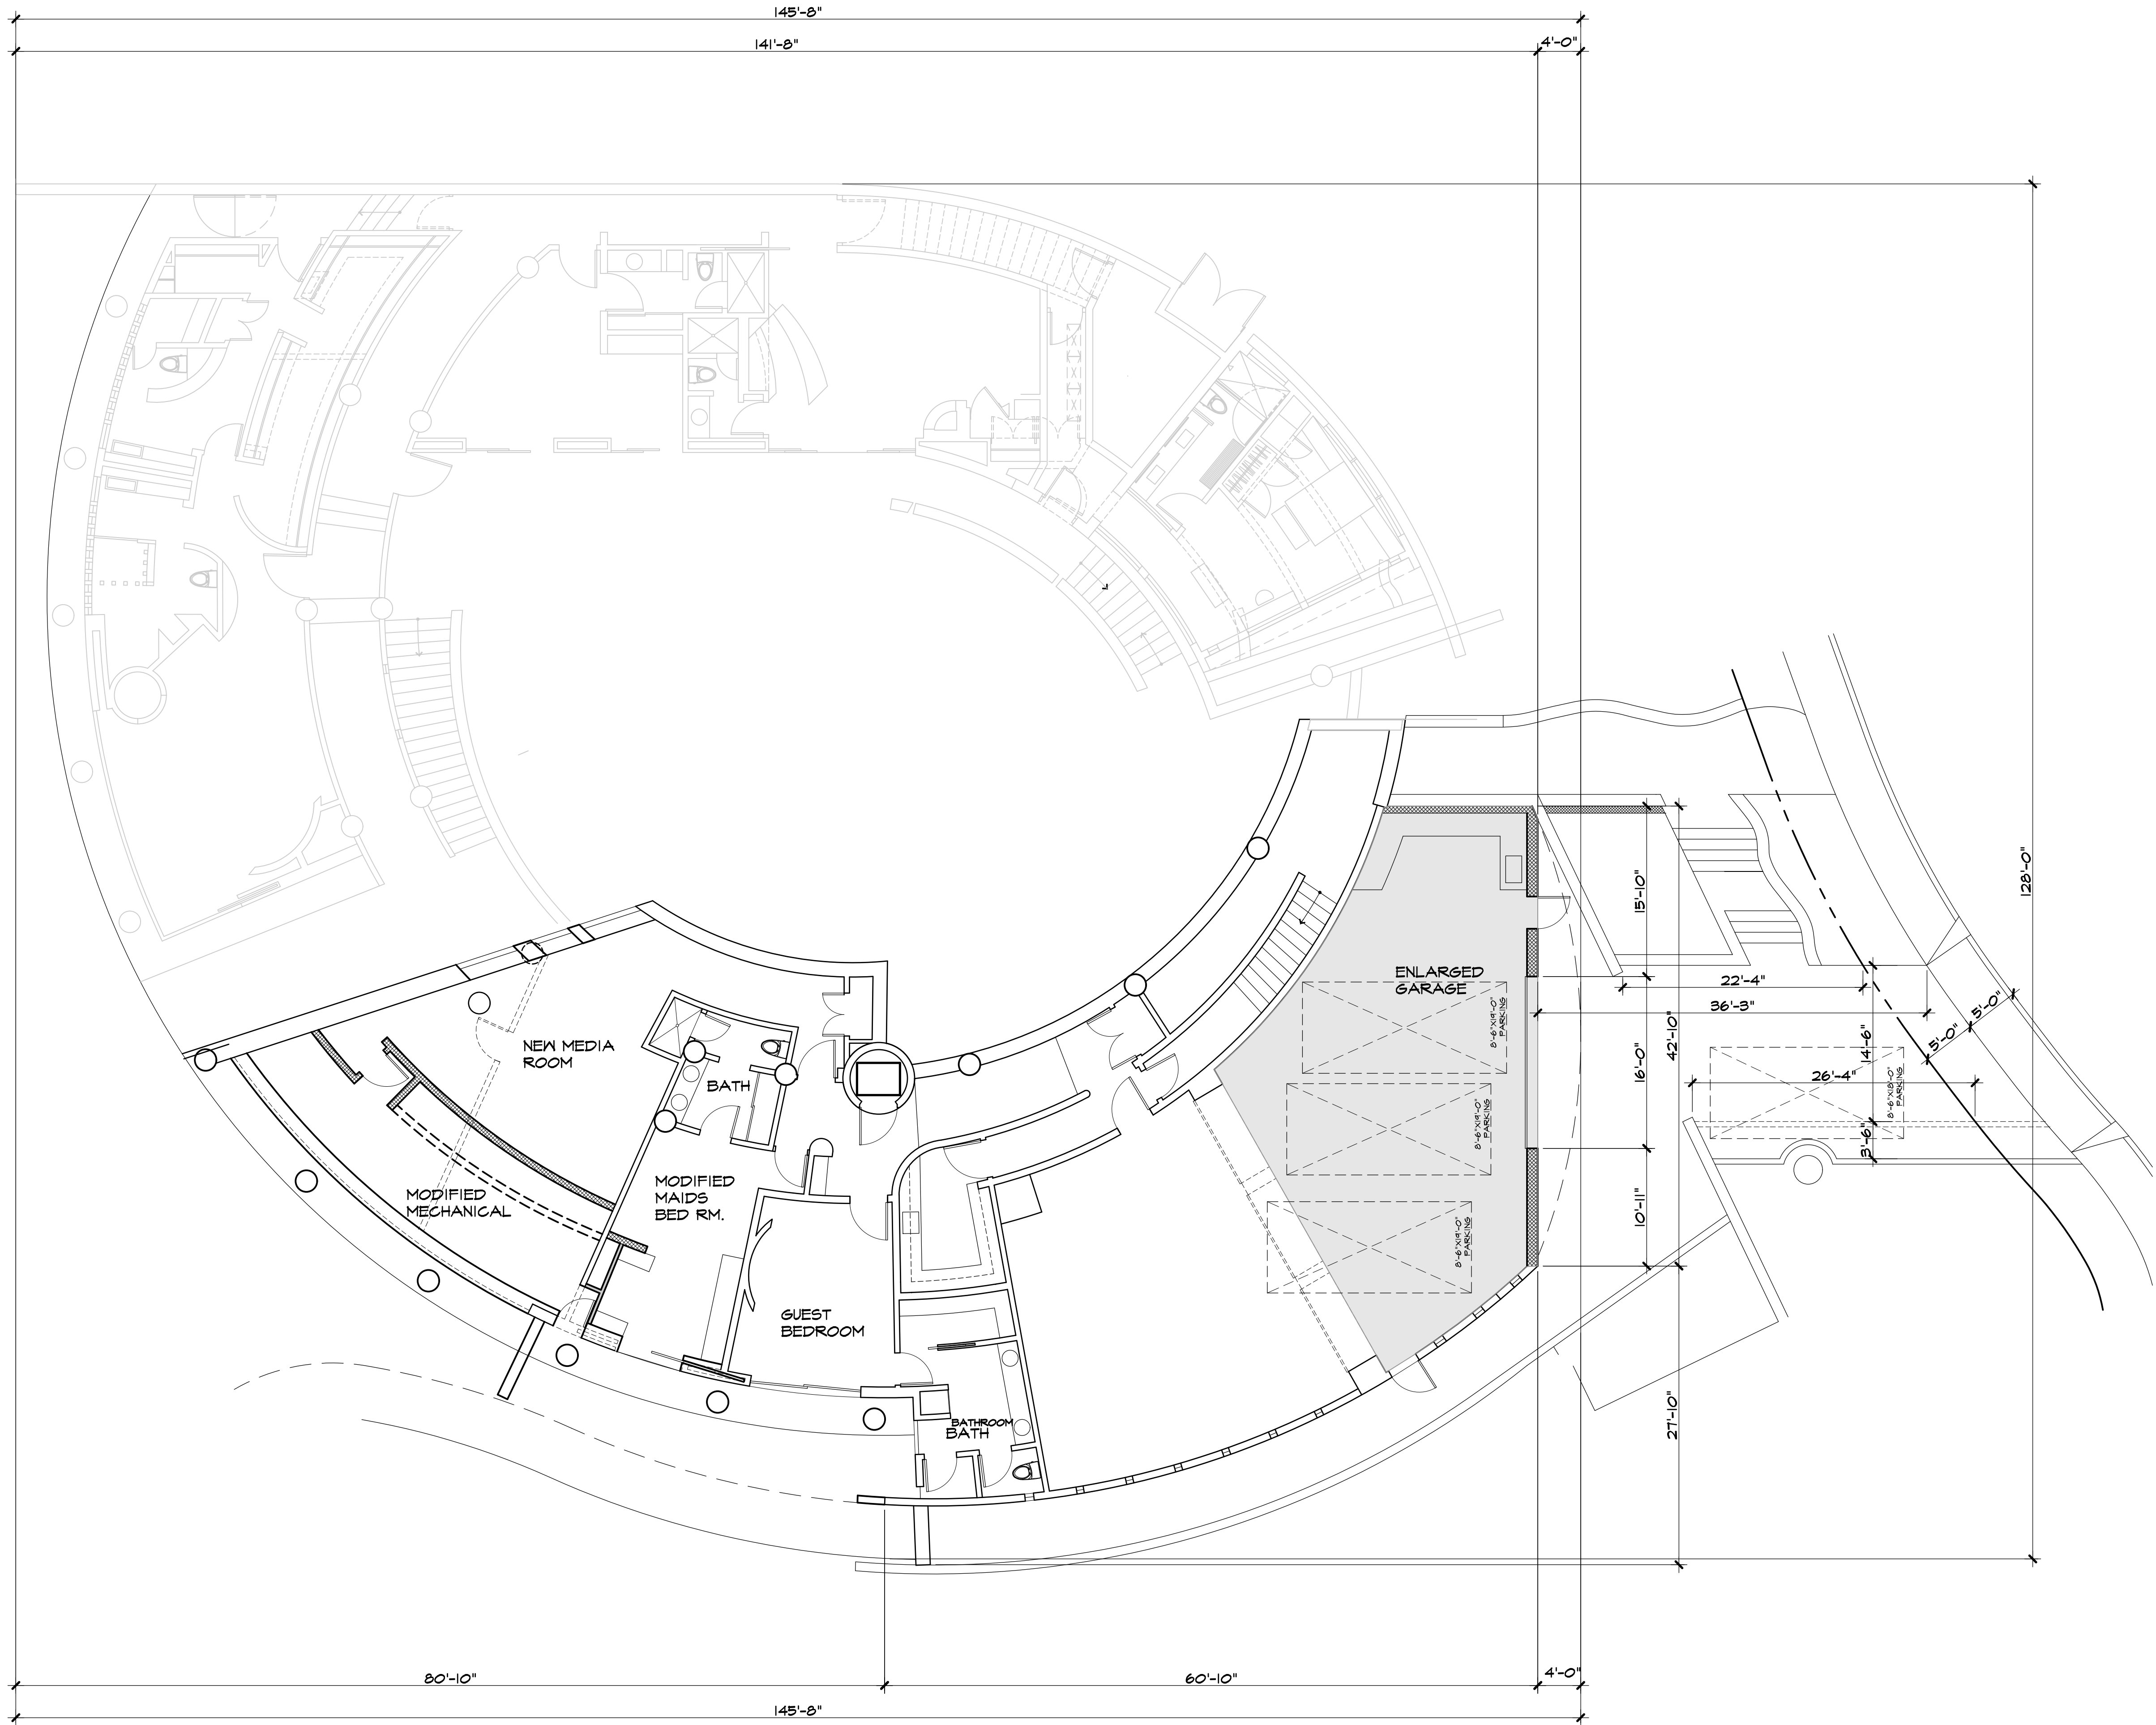 145'-8"
141'-8"
4'-0"
128'-0"
15'-10"
ENLARGED
GARAGE
22'-4"
36'-3"
5'-0"
5'-0"
8'-6"X19'-0"
PARKING
42'-10"
14'-6"
16'-0"
NEW MEDIA
ROOM
BATH
26'-4"
8'-6"X18'-0"
PARKING
8'-6"X19'-0"
PARKING
3'-6"
MODIFIED
MAIDS
BED RM.
MODIFIED
MECHANICAL
10'-11"
8'-6"X19'-0"
PARKING
GUEST
BEDROOM
27'-10"
BATHROOM
BATH
80'-10"
60'-10"
4'-0"
145'-8"